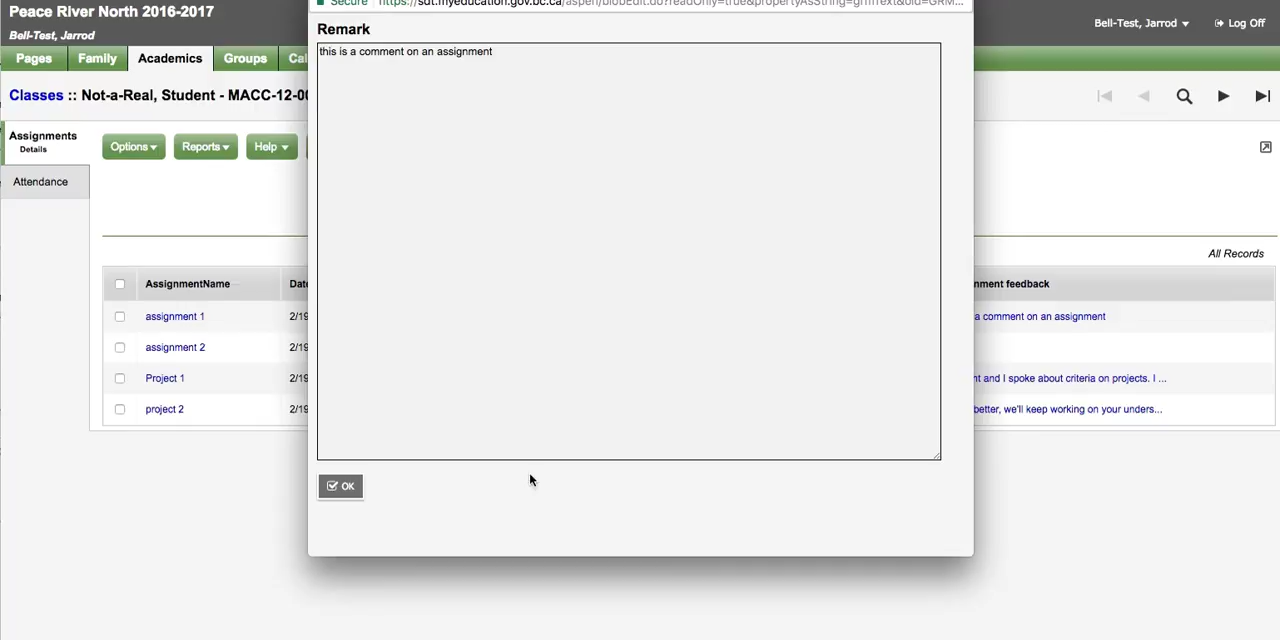 Peace River North 2016-2017
Bell-Test, Jarrod
Bell-Test, Jarrod
Log Off
Pages
Family
Academics
Groups
Cal
Classes :: Not-a-Real, Student - MACC-12-00
Assignments
Details
Attendance
Options
Reports
Help
Secure https://sdt.myeducation.gov.bc.ca/aspen/blobEdit.do?readOnly=true&propertyAsString=grmText&oid=GRM...
Remark
this is a comment on an assignment
OK
All Records
AssignmentName
Date
nment feedback
assignment 1
2/19
a comment on an assignment
assignment 2
2/19
Project 1
2/19
nt and I spoke about criteria on projects. I ...
project 2
2/19
better, we'll keep working on your unders...